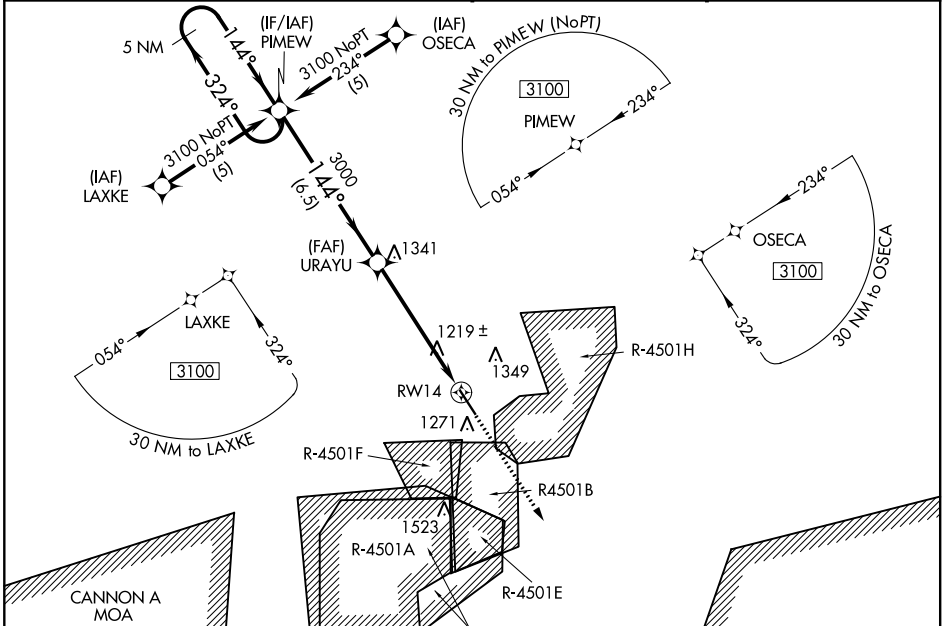 5 NM
144°
324°
(IF/IAF)
PIMEW
(IAF)
OSECA
3100 NoPT
234°
(5)
3100 NoPT
054°
(5)
(IAF)
LAXKE
3000
144°
(6.5)
(FAF)
URAYU
1341
30 NM to PIMEW (NoPT)
3100
PIMEW
234°
054°
234°
OSECA
3100
324°
30 NM to OSECA
LAXKE
054°
3100
324°
30 NM to LAXKE
1219 ±
1349
R-4501H
RW14
1271
R-4501F
R4501B
1523
R-4501A
R-4501E
CANNON A
MOA